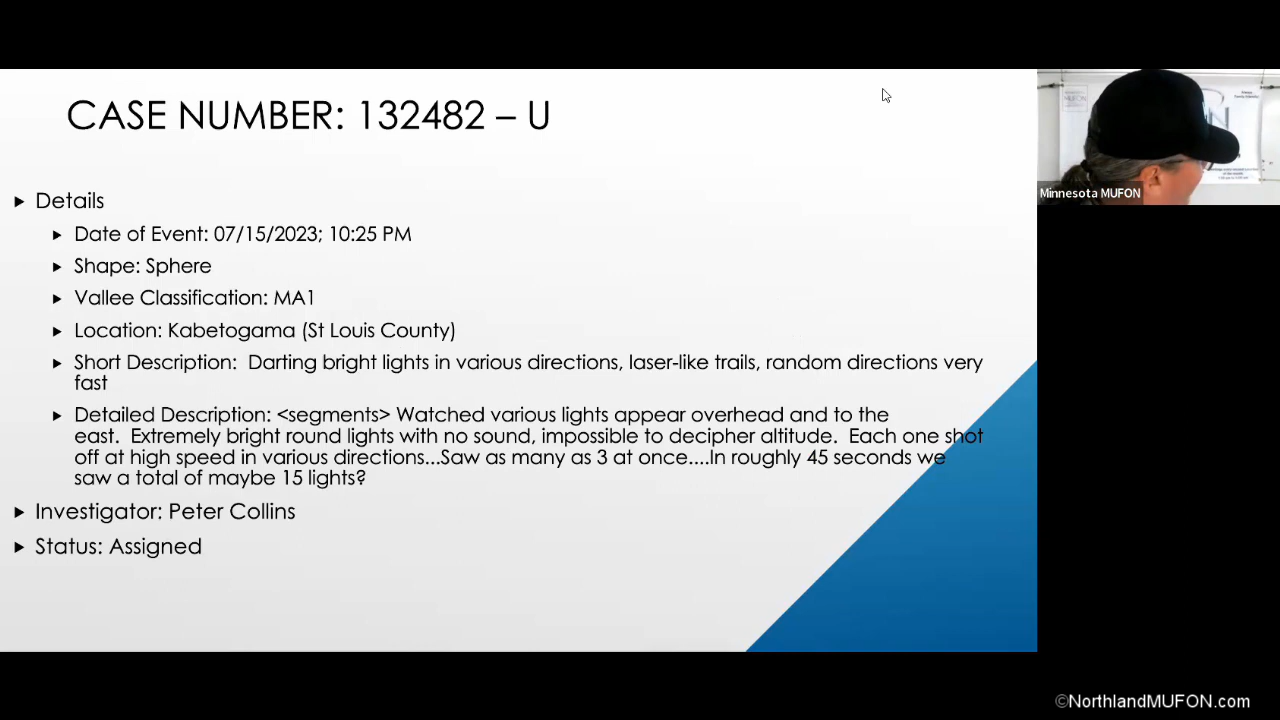 CASE NUMBER: 132482 – U
Details
Date of Event: 07/15/2023; 10:25 PM
Shape: Sphere
Vallee Classification: MA1
Location: Kabetogama (St Louis County)
Short Description:  Darting bright lights in various directions, laser-like trails, random directions very
fast
Detailed Description: <segments> Watched various lights appear overhead and to the
east.  Extremely bright round lights with no sound, impossible to decipher altitude.  Each one shot
off at high speed in various directions...Saw as many as 3 at once....In roughly 45 seconds we
saw a total of maybe 15 lights?
Investigator: Peter Collins
Status: Assigned
MUFON
Minnesota MUFON
©NorthlandMUFON.com